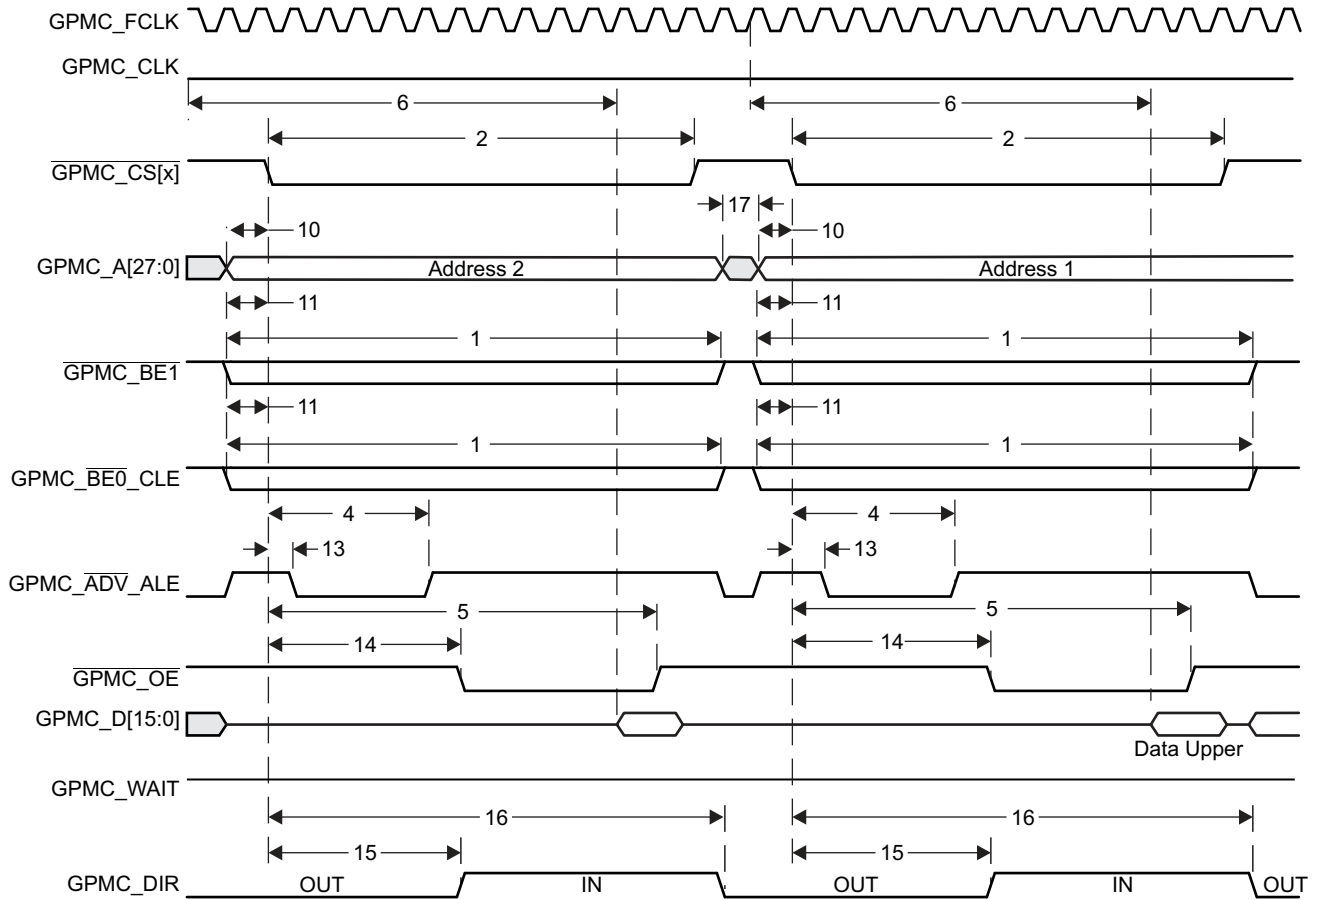 GPMC_FCLK
GPMC_CLK
6 6
2 2
GPMC_CS[x]
17
10 10
GPMC_A[27:0] Address 2 Address 1
11 11
1 1
GPMC_BE1
11 11
1 1
GPMC_BE0_CLE
4 4
13 13
GPMC_ADV_ALE
5 5
14 14
GPMC_OE
GPMC_D[15:0]
Data Upper
GPMC_WAIT
16 16
15 15
GPMC_DIR OUT IN OUT IN OUT